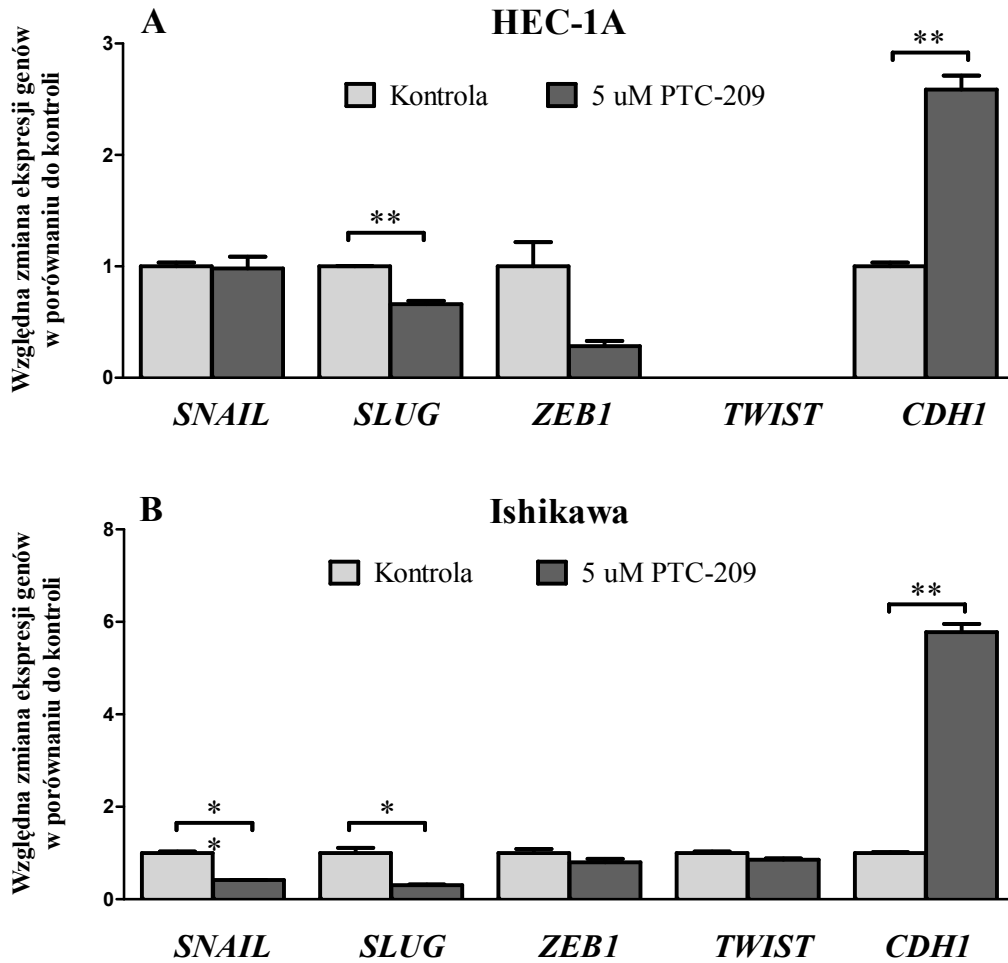 A
HEC-1A
Względna zmiana ekspresji genów
w porównaniu do kontroli
3
2
1
0
Kontrola
5 uM PTC-209
**
**
SNAIL
SLUG
ZEB1
TWIST
CDH1
B
Ishikawa
Względna zmiana ekspresji genów
w porównaniu do kontroli
8
6
4
2
0
Kontrola
5 uM PTC-209
**
*
*
*
SNAIL
SLUG
ZEB1
TWIST
CDH1